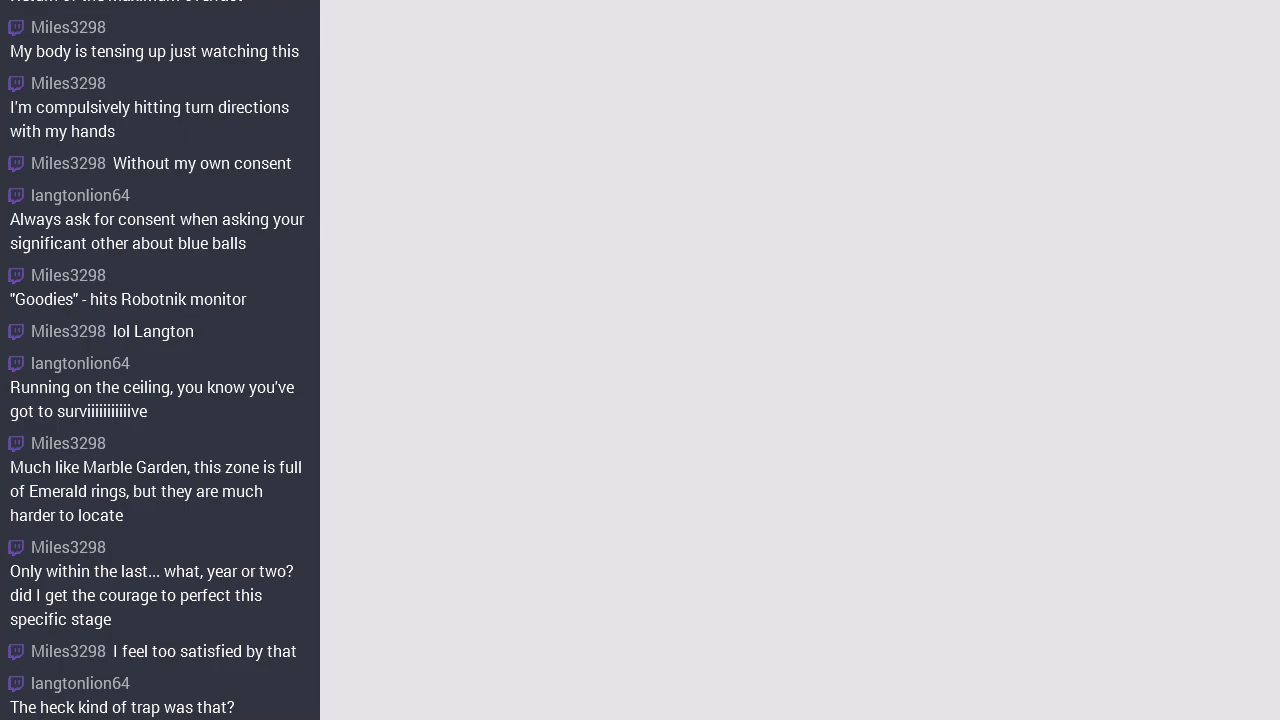 Miles3298
My body is tensing up just watching this
Miles3298
I'm compulsively hitting turn directions
with my hands
Miles3298 Without my own consent
langtonlion64
Always ask for consent when asking your
significant other about blue balls
Miles3298
"Goodies" - hits Robotnik monitor
Miles3298 lol Langton
langtonlion64
Running on the ceiling, you know you've
got to surviiiiiiiiiiive
Miles3298
Much like Marble Garden, this zone is full
of Emerald rings, but they are much
harder to locate
Miles3298
Only within the last... what, year or two?
did I get the courage to perfect this
specific stage
Miles3298 I feel too satisfied by that
langtonlion64
The heck kind of trap was that?